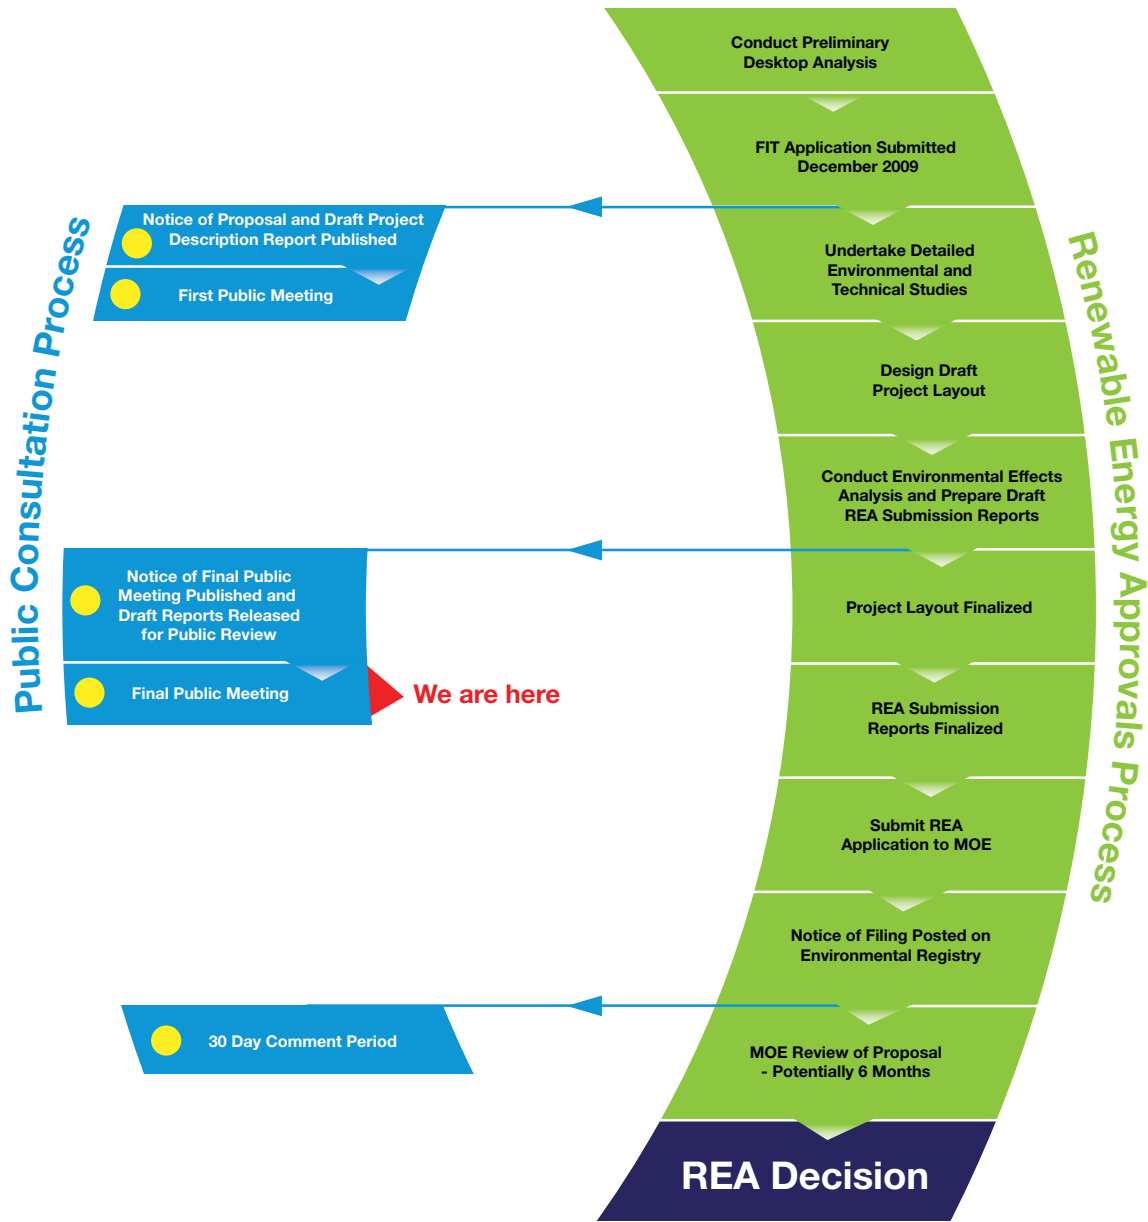 Public Consultation Process
Notice of Proposal and Draft Project
Description Report Published
First Public Meeting
Notice of Final Public
Meeting Published and
Draft Reports Released
for Public Review
Final Public Meeting
We are here
30 Day Comment Period
Conduct Preliminary
Desktop Analysis
FIT Application Submitted
December 2009
Undertake Detailed
Environmental and
Technical Studies
Design Draft
Project Layout
Conduct Environmental Effects
Analysis and Prepare Draft
REA Submission Reports
Project Layout Finalized
REA Submission
Reports Finalized
Submit REA
Application to MOE
Notice of Filing Posted on
Environmental Registry
MOE Review of Proposal
- Potentially 6 Months
REA Decision
Renewable Energy Approvals Process